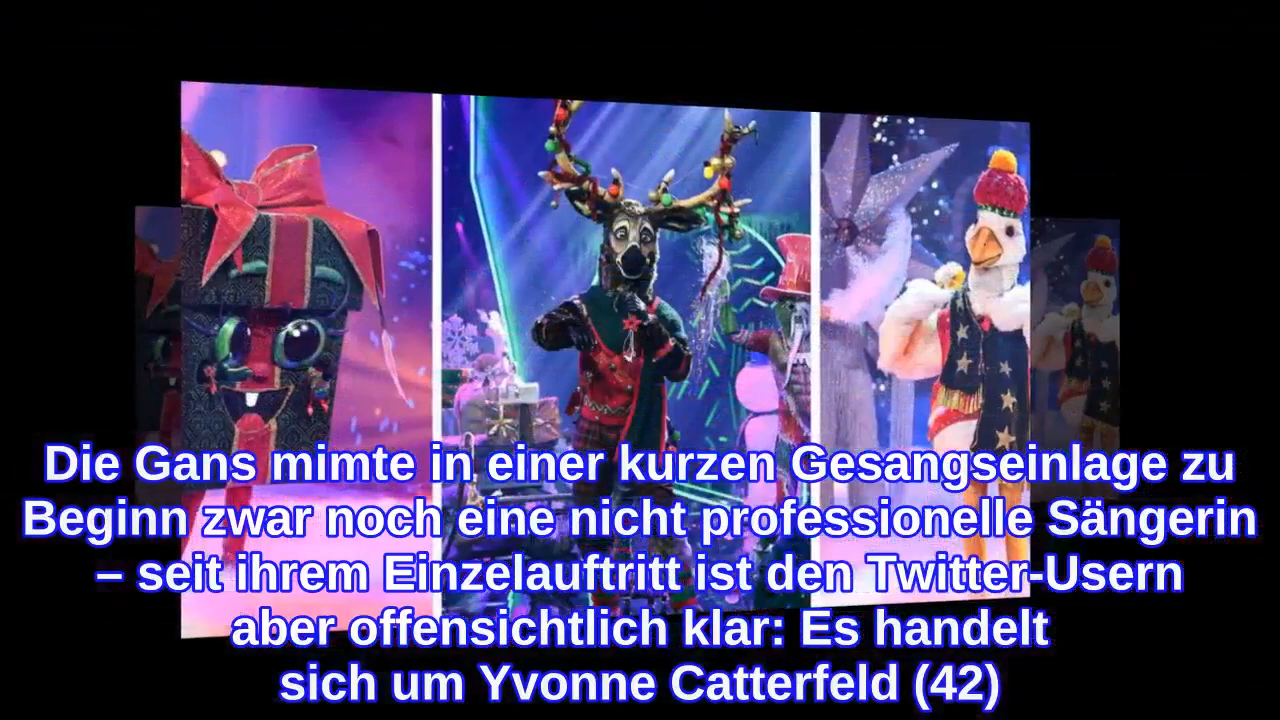 Die Gans mimte in einer kurzen Gesangseinlage zu
Beginn zwar noch eine nicht professionelle Sängerin
– seit ihrem Einzelauftritt ist den Twitter-Usern
aber offensichtlich klar: Es handelt
sich um Yvonne Catterfeld (42)